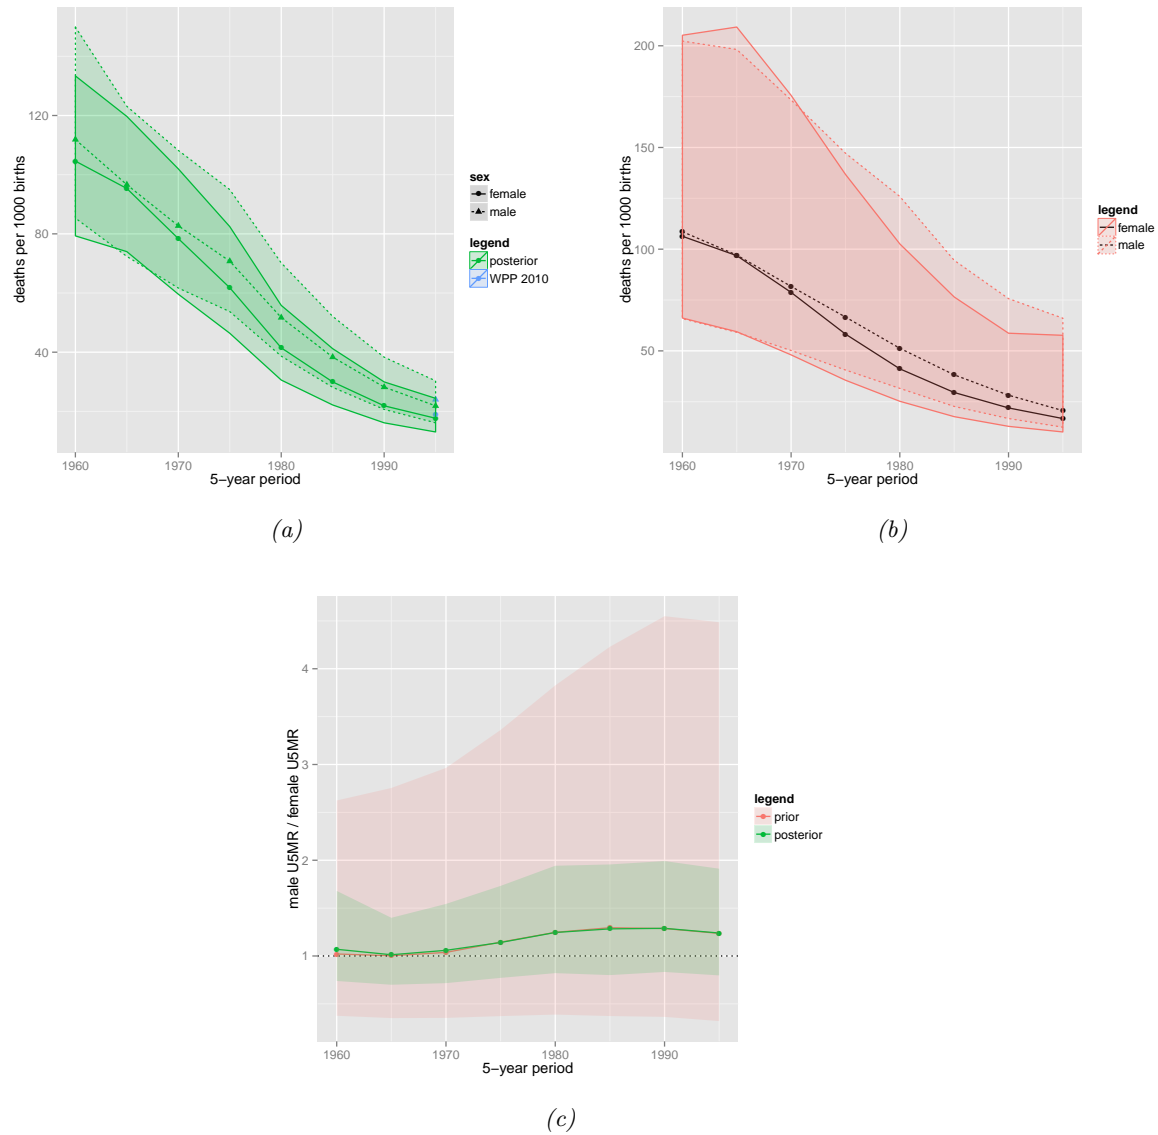 deaths per 1000 births
120
80
40
1960
1970
1980
1990
5−year period
sex
female
male
legend
posterior
WPP 2010
(a)
deaths per 1000 births
200
150
100
50
1960
1970
1980
1990
5−year period
legend
female
male
(b)
male U5MR / female U5MR
4
3
2
1
1960
1970
1980
1990
5−year period
legend
prior
posterior
(c)